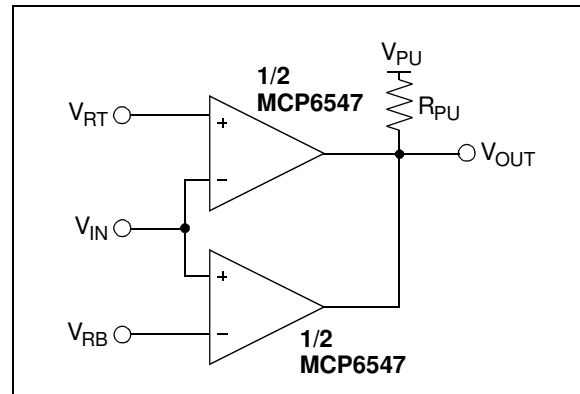 1/2
MCP6547
V_PU
R_PU
V_RT
+
−
V_OUT
V_IN
+
−
V_RB
1/2
MCP6547